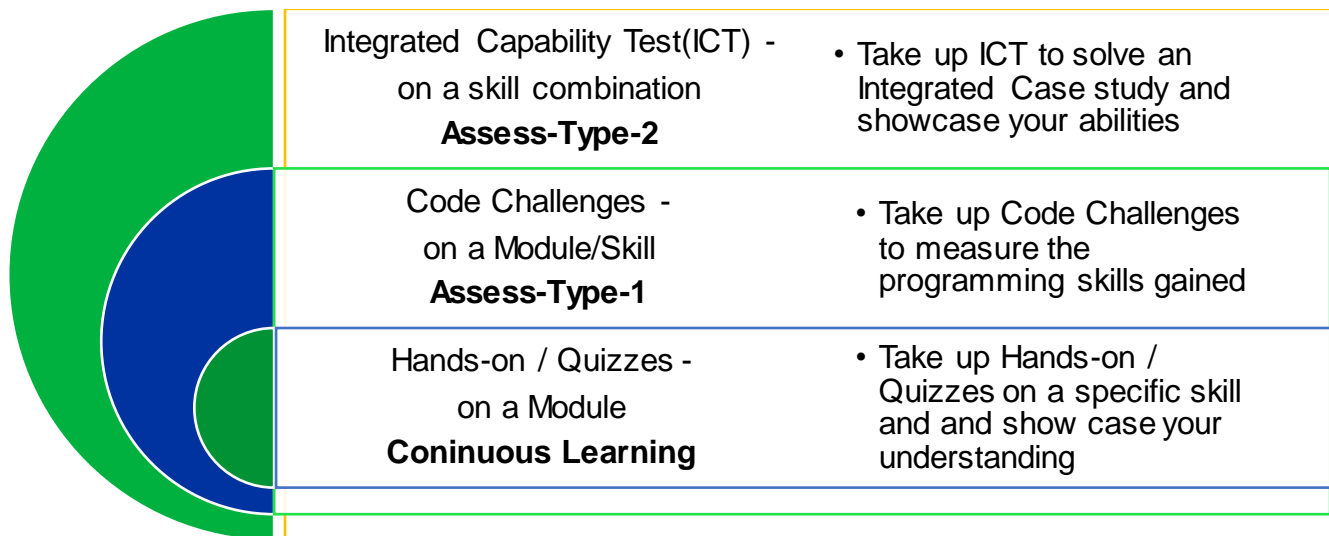 Integrated Capability Test(ICT) -
on a skill combination
Assess-Type-2
• Take up ICT to solve an
Integrated Case study and
showcase your abilities
Code Challenges -
on a Module/Skill
Assess-Type-1
• Take up Code Challenges
to measure the
programming skills gained
Hands-on / Quizzes -
on a Module
Coninuous Learning
• Take up Hands-on /
Quizzes on a specific skill
and and show case your
understanding